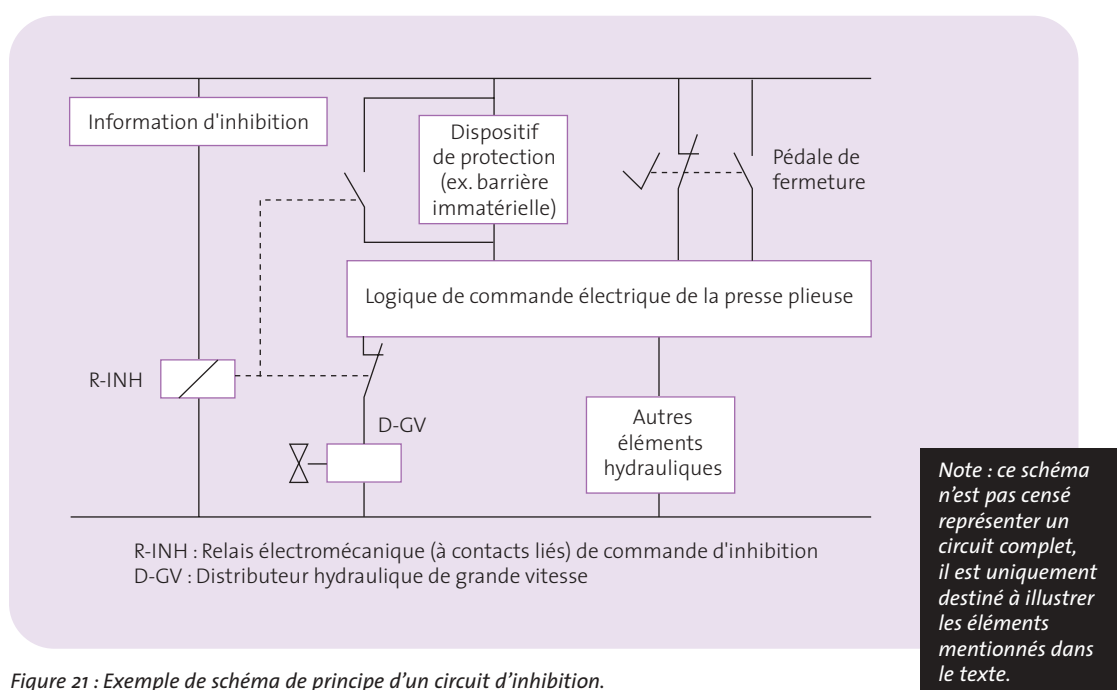 Information d'inhibition
Dispositif
de protection
(ex. barrière
immatérielle)
Pédale de
fermeture
Logique de commande électrique de la presse plieuse
R-INH
D-GV
Autres
éléments
hydrauliques
R-INH : Relais électromécanique (à contacts liés) de commande d'inhibition
D-GV : Distributeur hydraulique de grande vitesse
Note : ce schéma
n’est pas censé
représenter un
circuit complet,
il est uniquement
destiné à illustrer
les éléments
mentionnés dans
le texte.
Figure 21 : Exemple de schéma de principe d’un circuit d’inhibition.